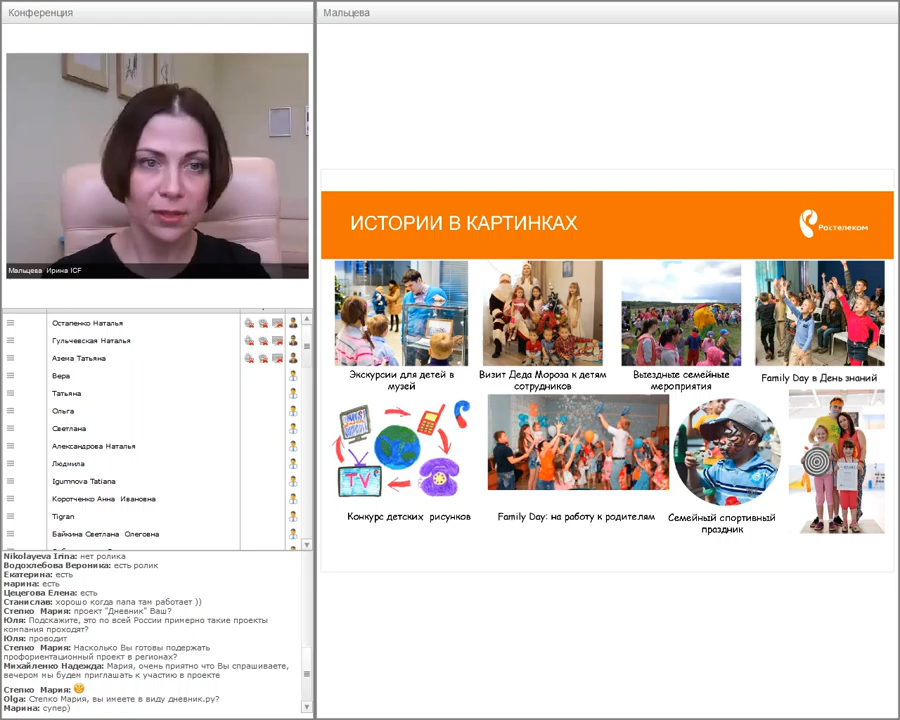 Конференция
Мальцева Ирина ICF
Остапенко Наталья
Гульчевская Наталья
Азена Татьяна
Вера
Татьяна
Ольга
Светлана
Александрова Наталья
Людмила
Igumnova Tatiana
Коротченко Анна Ивановна
Tigran
Байкина Светлана Олеговна
Nikolayeva Irina: нет ролика
Водохлебова Вероника: есть ролик
Екатерина: есть
марина: есть
Цецегова Елена: есть
Станислав: хорошо когда папа там работает ))
Степко Мария: проект "Дневник" Ваш?
Юля: Подскажите, это по всей России примерно такие проекты
компания проходят?
Юля: проводит
Степко Мария: Насколько Вы готовы подержать
профориентационный проект в регионах?
Михайленко Надежда: Мария, очень приятно что Вы спрашиваете,
вечером мы будем приглашать к участию в проекте
Степко Мария:
Olga: Степко Мария, вы имеете в виду дневник.ру?
Марина: супер)
Мальцева
ИСТОРИИ В КАРТИНКАХ
Ростелеком
Экскурсии для детей в
музей
Визит Деда Мороза к детям
сотрудников
Выездные семейные
мероприятия
Family Day в День знаний
TV
Конкурс детских рисунков
Family Day: на работу к родителям
Семейный спортивный
праздник